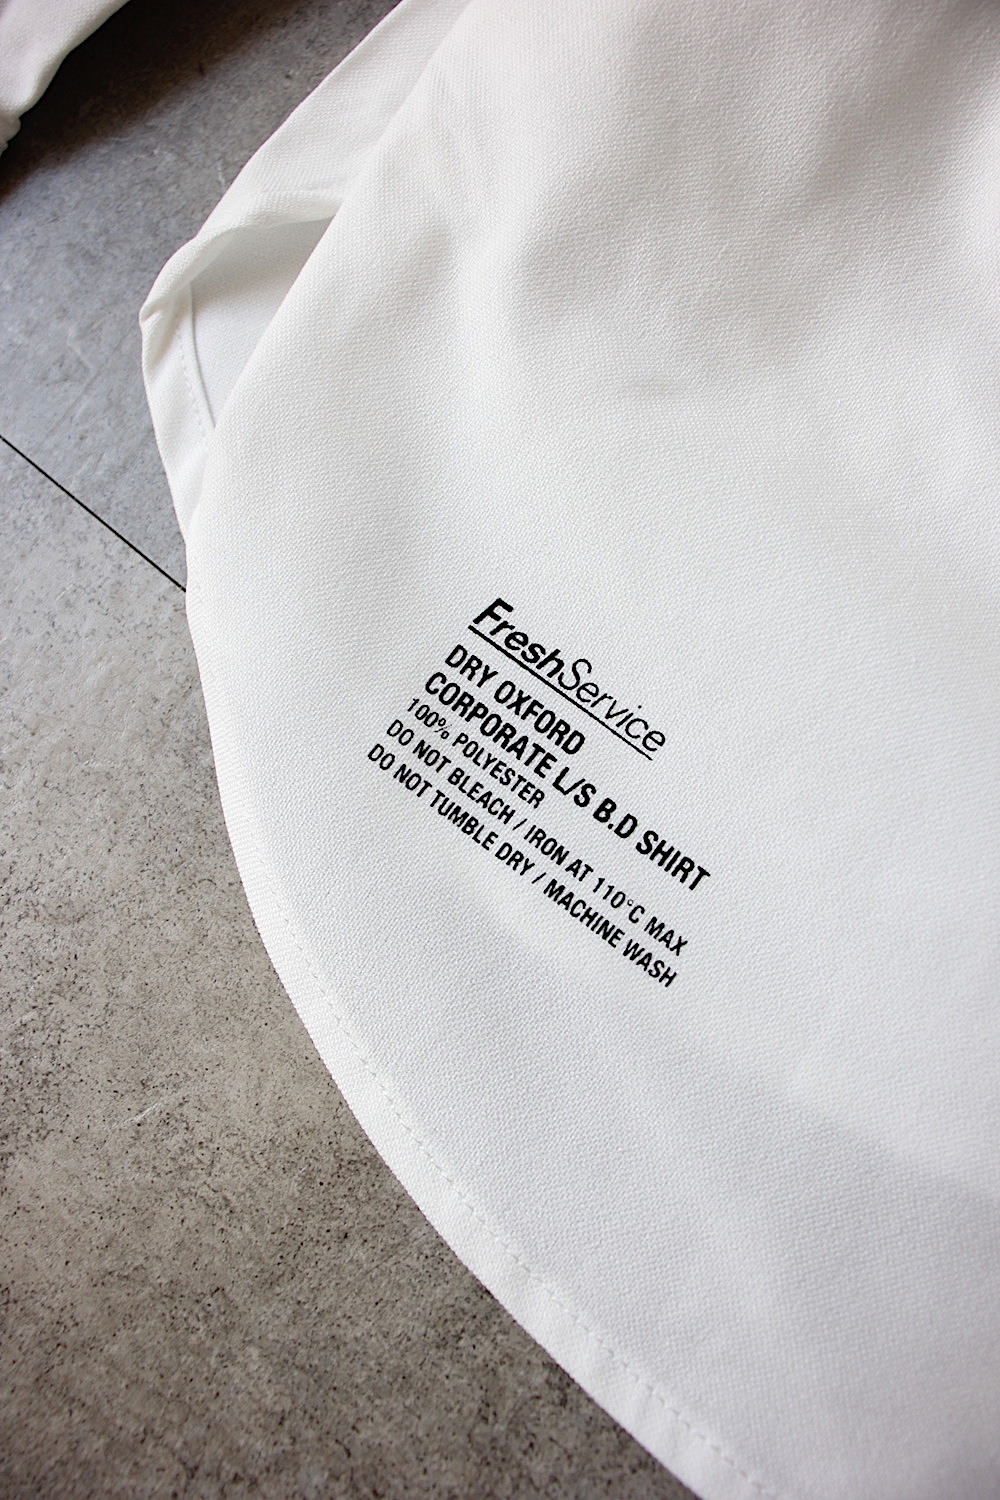 FreshService
DRY OXFORD
CORPORATE L/S B.D SHIRT
100% POLYESTER
DO NOT BLEACH / IRON AT 110°C MAX
DO NOT TUMBLE DRY / MACHINE WASH